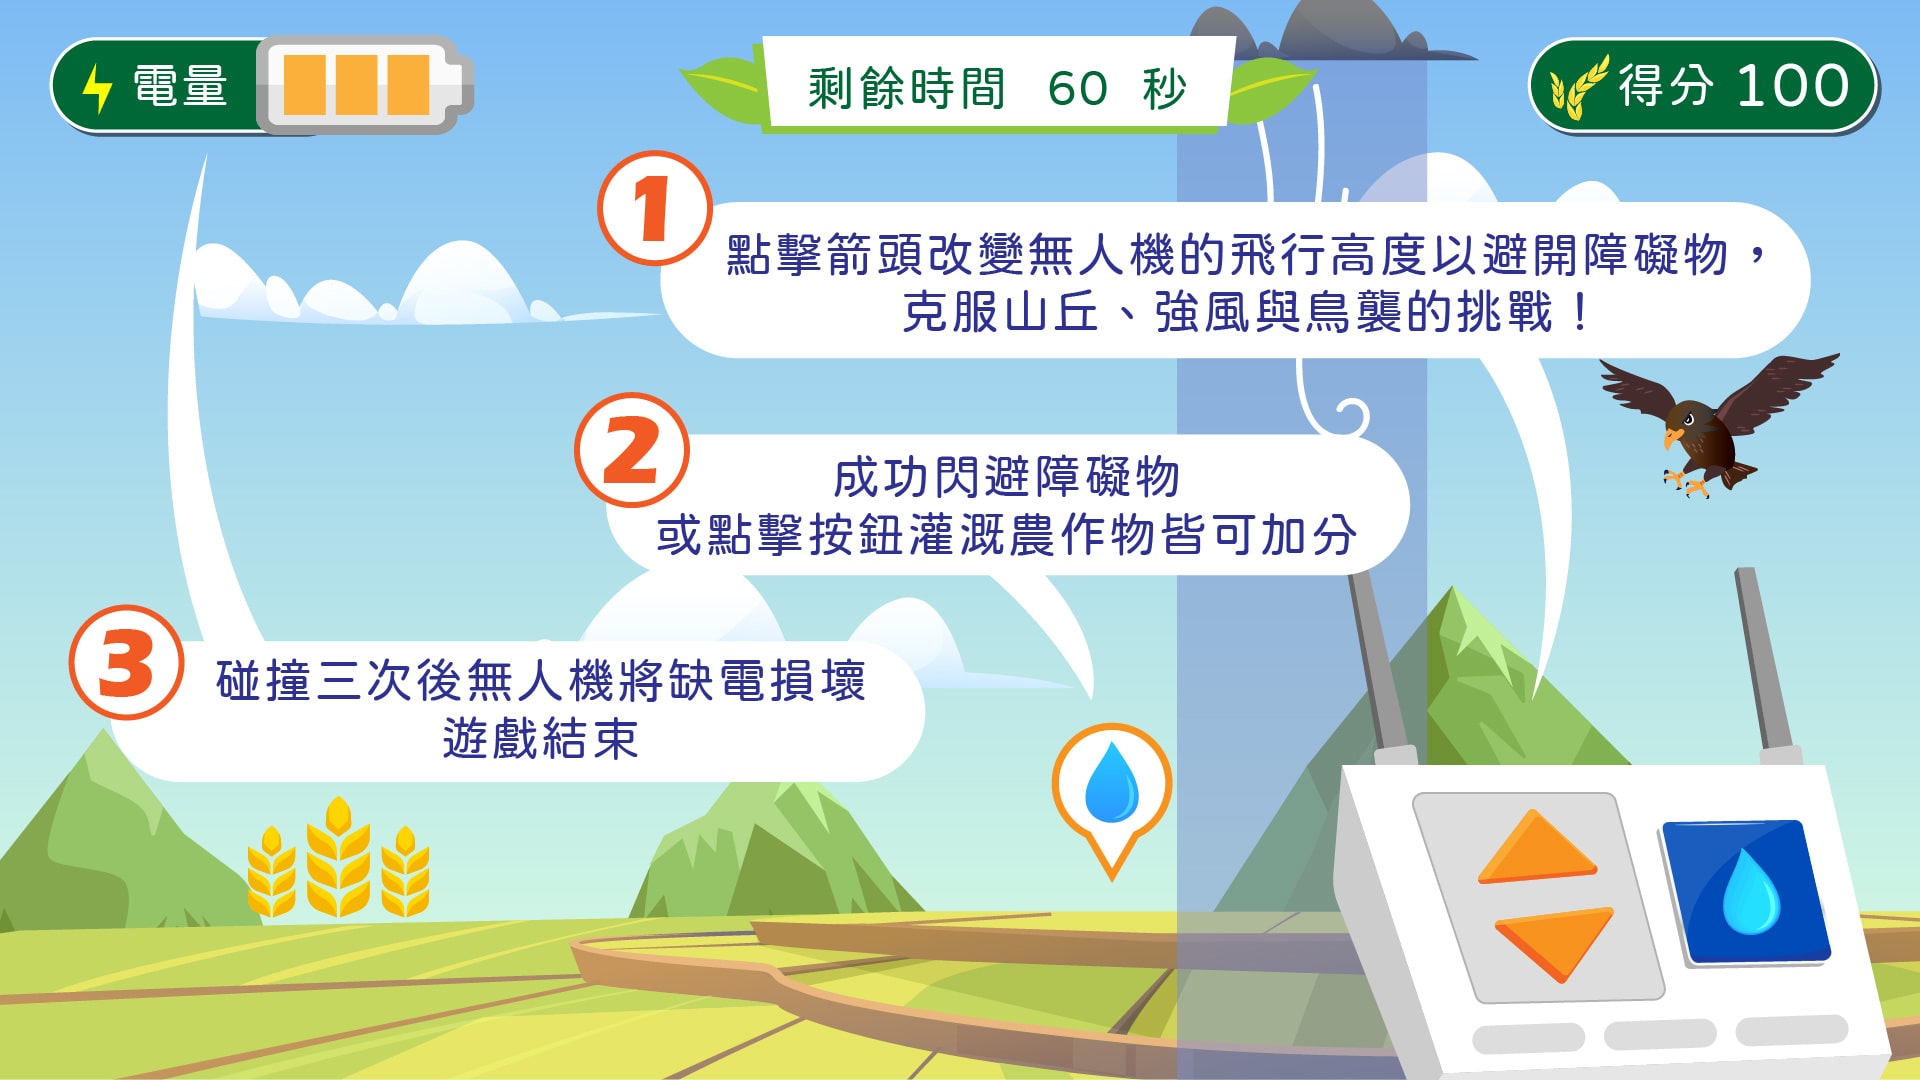 電量
剩餘時間 60 秒
得分 100
1
點擊箭頭改變無人機的飛行高度以避開障礙物，
克服山丘、強風與鳥襲的挑戰！
2
成功閃避障礙物
或點擊按鈕灌溉農作物皆可加分
3
碰撞三次後無人機將缺電損壞
遊戲結束